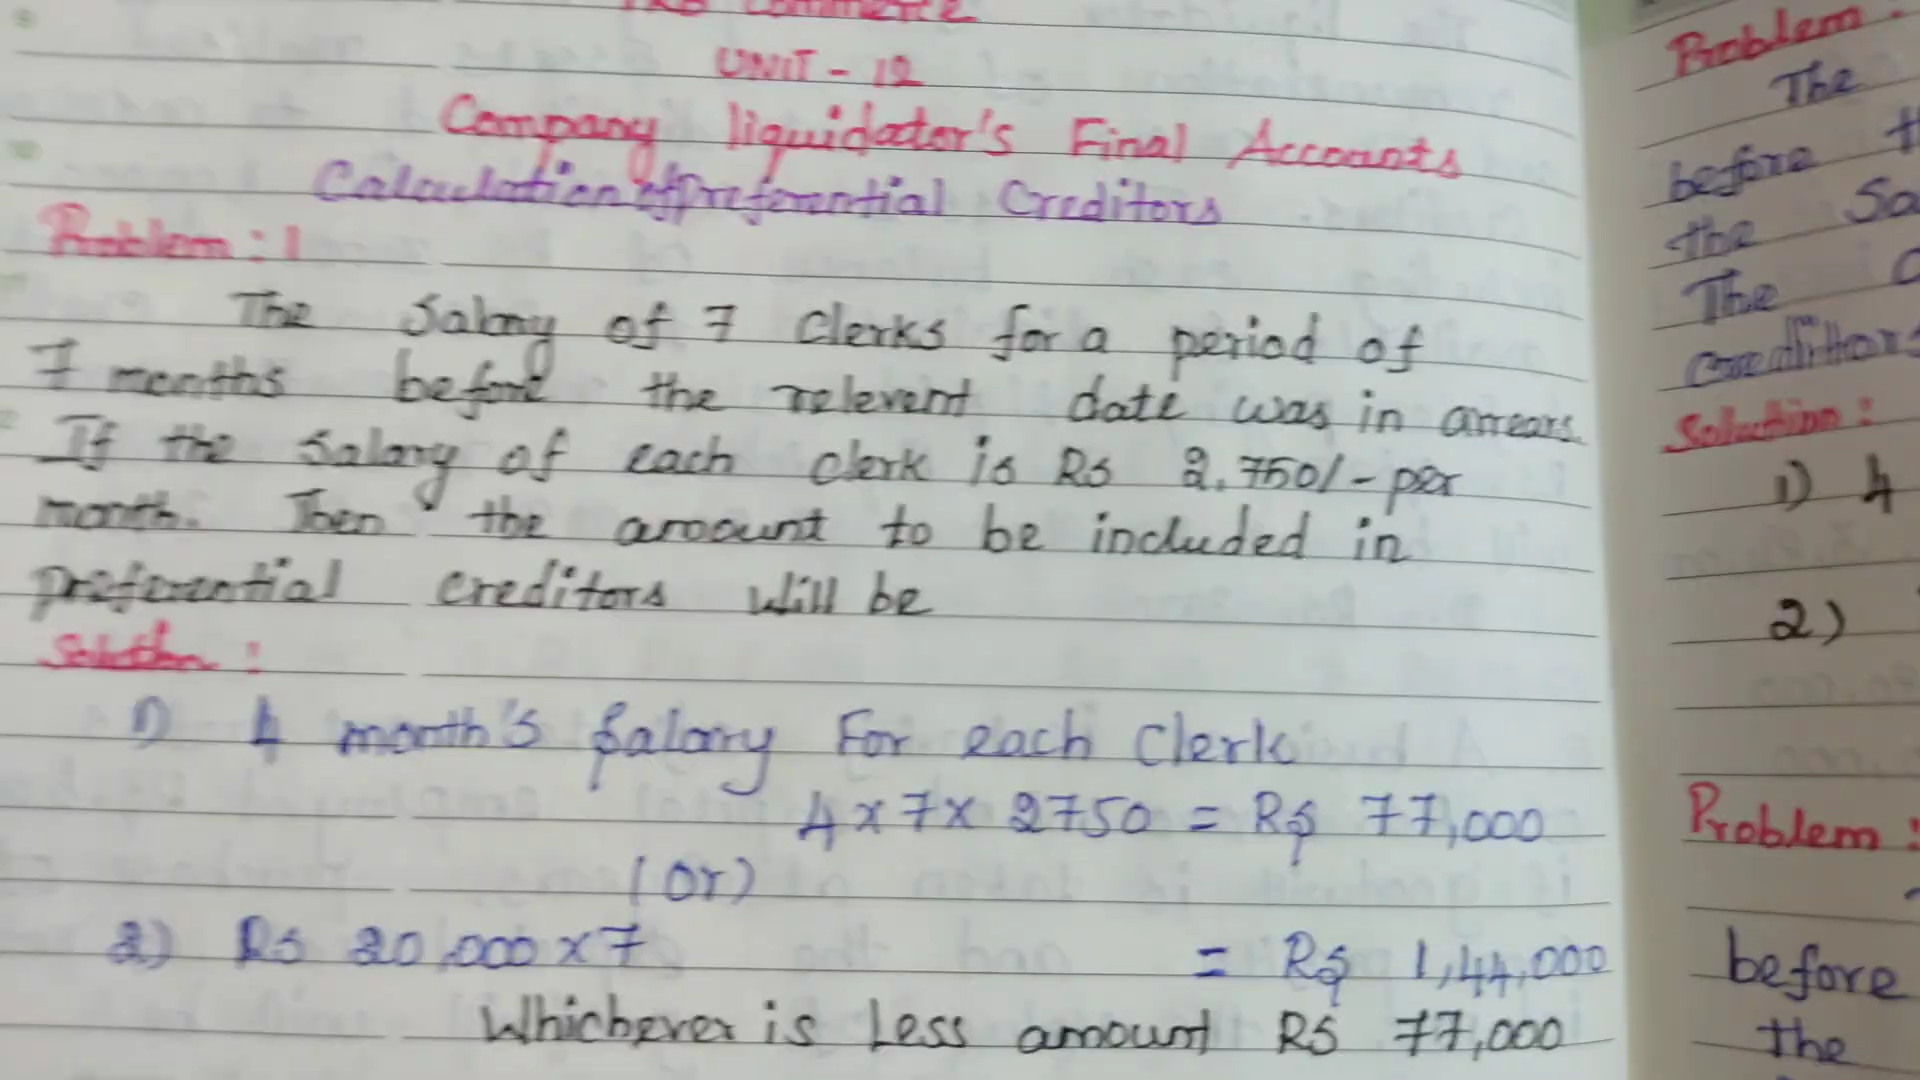 Commerce
UNIT - 12
Company liquidator's Final Accounts
Calculation of Preferential Creditors
Problem : 1
The Salary of 7 Clerks for a period of
7 months before the relevent date was in arrears.
If the salary of each clerk is Rs 2.750/- per
month. Then the amount to be included in
preferential creditors will be
Solution :
1) 4 month's Salary For each Clerk
4 x 7 x 2750 = Rs 77,000
(or)
2) Rs 20,000 x 7 = Rs 1,44,000
Whichever is Less amount Rs 77,000
Problem :
The
before
the
The
creditors
Solution :
1) 4
2)
Problem :
before
the